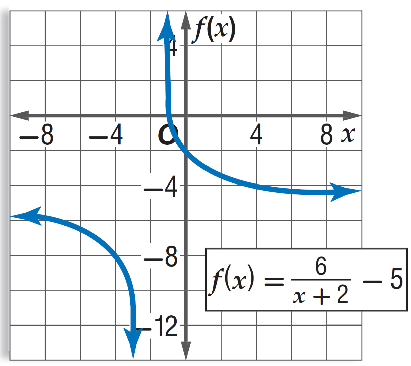 4
f(x)
−8 −4 O 4 8 x
−4
−8
f(x) = 6/(x + 2) − 5
−12